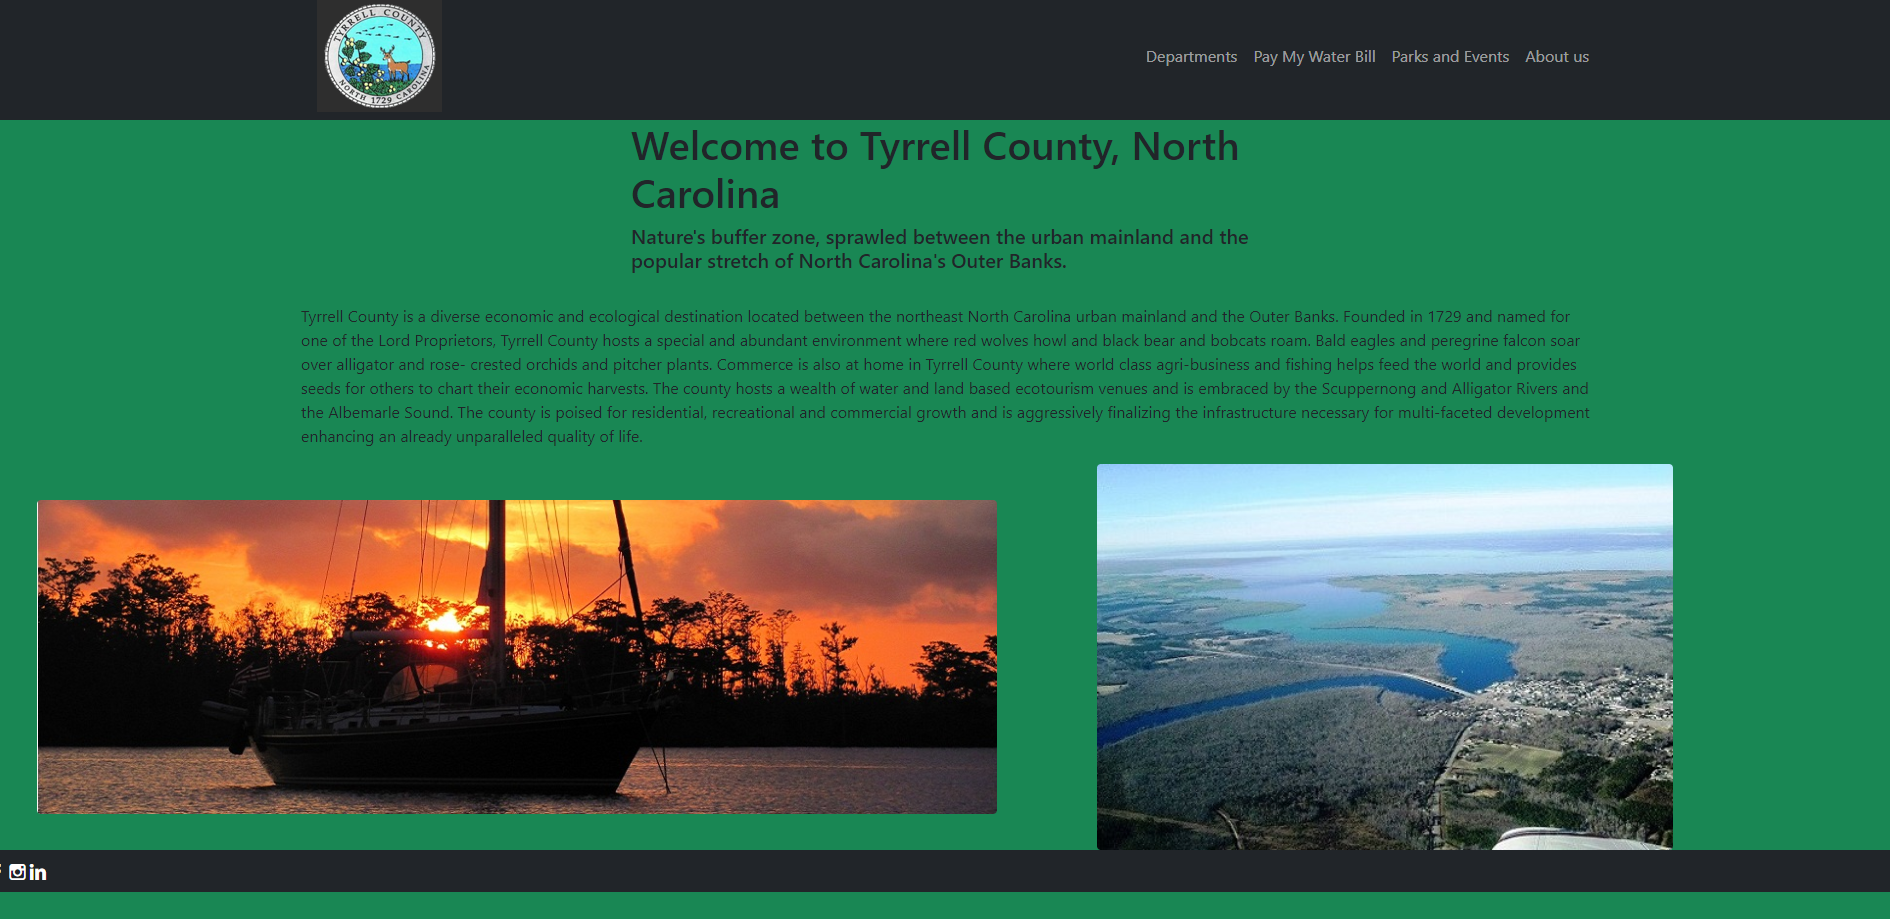 TYRRELL COUNTY
NORTH 1729 CAROLINA
Departments Pay My Water Bill Parks and Events About us
Welcome to Tyrrell County, North
Carolina
Nature's buffer zone, sprawled between the urban mainland and the
popular stretch of North Carolina's Outer Banks.
Tyrrell County is a diverse economic and ecological destination located between the northeast North Carolina urban mainland and the Outer Banks. Founded in 1729 and named for
one of the Lord Proprietors, Tyrrell County hosts a special and abundant environment where red wolves howl and black bear and bobcats roam. Bald eagles and peregrine falcon soar
over alligator and rose- crested orchids and pitcher plants. Commerce is also at home in Tyrrell County where world class agri-business and fishing helps feed the world and provides
seeds for others to chart their economic harvests. The county hosts a wealth of water and land based ecotourism venues and is embraced by the Scuppernong and Alligator Rivers and
the Albemarle Sound. The county is poised for residential, recreational and commercial growth and is aggressively finalizing the infrastructure necessary for multi-faceted development
enhancing an already unparalleled quality of life.
in